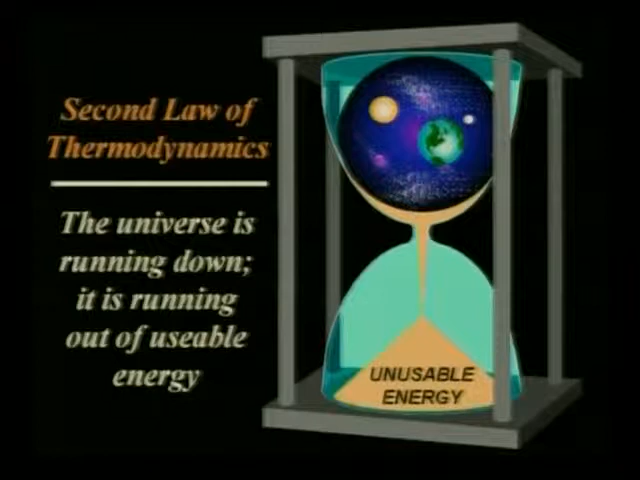 Second Law of
Thermodynamics
The universe is
running down;
it is running
out of useable
energy
UNUSABLE
ENERGY